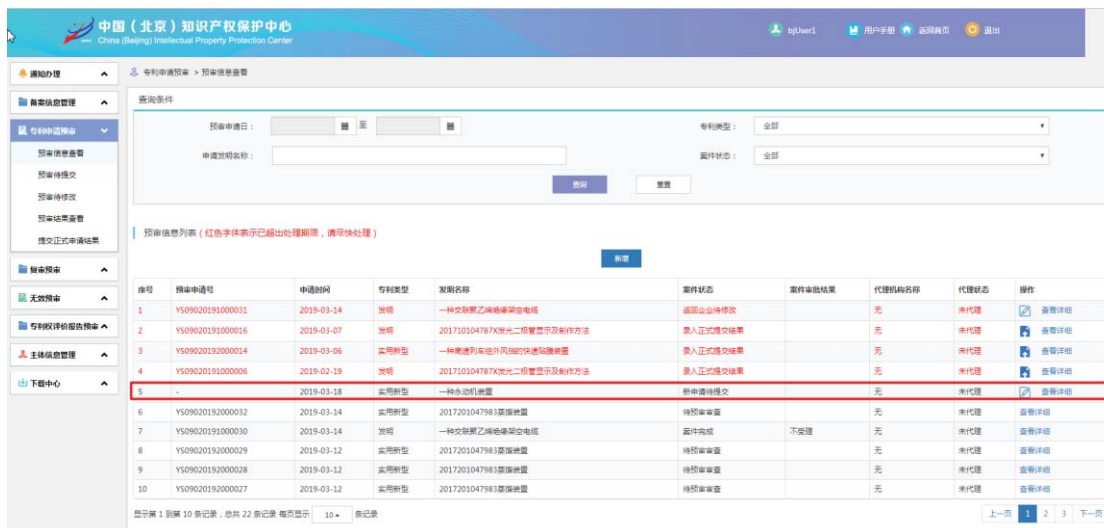 中国（北京）知识产权保护中心
China (Beijing) Intellectual Property Protection Center
bjUser1 用户手册 返回首页 退出
通知办理
备案信息管理
专利申请预审
预审信息查看
预审待提交
预审待修改
预审结果查看
提交正式申请结果
复审预审
无效预审
专利权评价报告预审
主体信息管理
下载中心
专利申请预审 > 预审信息查看
查询条件
预审申请日： 至 专利类型： 全部
申请发明名称： 案件状态： 全部
查询 重置
预审信息列表 ( 红色字体表示已超出处理期限，请尽快处理 )
新增
序号 预审申请号 申请时间 专利类型 发明名称 案件状态 案件审批结果 代理机构名称 代理状态 操作
1 YS09020191000031 2019-03-14 发明 一种交联聚乙烯绝缘架空电缆 返回企业待修改 无 未代理 查看详细
2 YS09020191000016 2019-03-07 发明 201710104787X发光二极管显示及制作方法 录入正式提交结果 无 未代理 查看详细
3 YS09020192000014 2019-03-06 实用新型 一种高速列车组外风挡的快速贴膜装置 录入正式提交结果 无 未代理 查看详细
4 YS09020191000006 2019-02-19 发明 201710104787X发光二极管显示及制作方法 录入正式提交结果 无 未代理 查看详细
5 - 2019-03-18 实用新型 一种永动机装置 新申请待提交 无 未代理 查看详细
6 YS09020192000032 2019-03-14 实用新型 2017201047983蒸馏装置 待预审审查 无 未代理 查看详细
7 YS09020191000030 2019-03-14 发明 一种交联聚乙烯绝缘架空电缆 案件完成 不受理 无 未代理 查看详细
8 YS09020192000029 2019-03-12 实用新型 2017201047983蒸馏装置 待预审审查 无 未代理 查看详细
9 YS09020192000028 2019-03-12 实用新型 2017201047983蒸馏装置 待预审审查 无 未代理 查看详细
10 YS09020192000027 2019-03-12 实用新型 2017201047983蒸馏装置 待预审审查 无 未代理 查看详细
显示第 1 到第 10 条记录，总共 22 条记录 每页显示 10 条记录
上一页 1 2 3 下一页